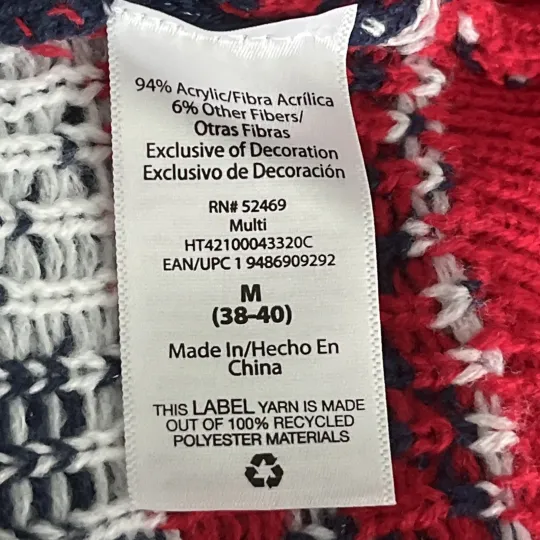 94% Acrylic/Fibra Acrílica
6% Other Fibers/
Otras Fibras
Exclusive of Decoration
Exclusivo de Decoración
RN# 52469
Multi
HT42100043320C
EAN/UPC 1 9486909292
M
(38-40)
Made In/Hecho En
China
THIS LABEL YARN IS MADE
OUT OF 100% RECYCLED
POLYESTER MATERIALS